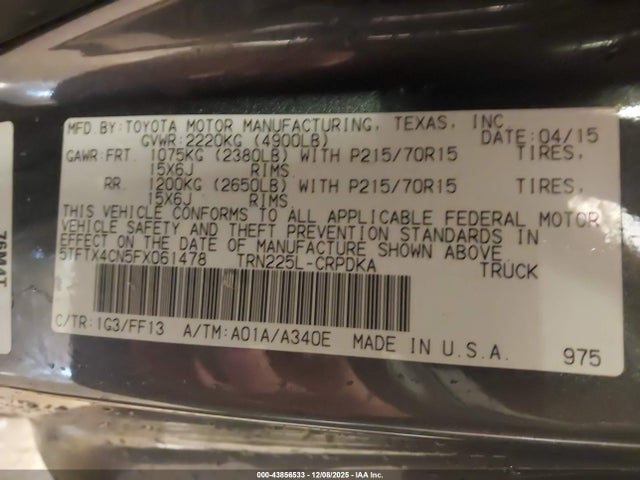 MFD.BY:TOYOTA MOTOR MANUFACTURING, TEXAS, INC.
GVWR:2220KG (4900LB) DATE:04/15
GAWR:FRT. 1075KG (2380LB) WITH P215/70R15 TIRES,
15X6J RIMS.
RR. 1200KG (2650LB) WITH P215/70R15 TIRES,
15X6J RIMS.
THIS VEHICLE CONFORMS TO ALL APPLICABLE FEDERAL MOTOR
VEHICLE SAFETY AND THEFT PREVENTION STANDARDS IN
EFFECT ON THE DATE OF MANUFACTURE SHOWN ABOVE
5TFTX4CN5FX061478 TRN225L-CRPDKA TRUCK
C/TR:1G3/FF13 A/TM:A01A/A340E MADE IN U.S.A. 975
76M4T
000-43856533 - 12/08/2025 - IAA Inc.